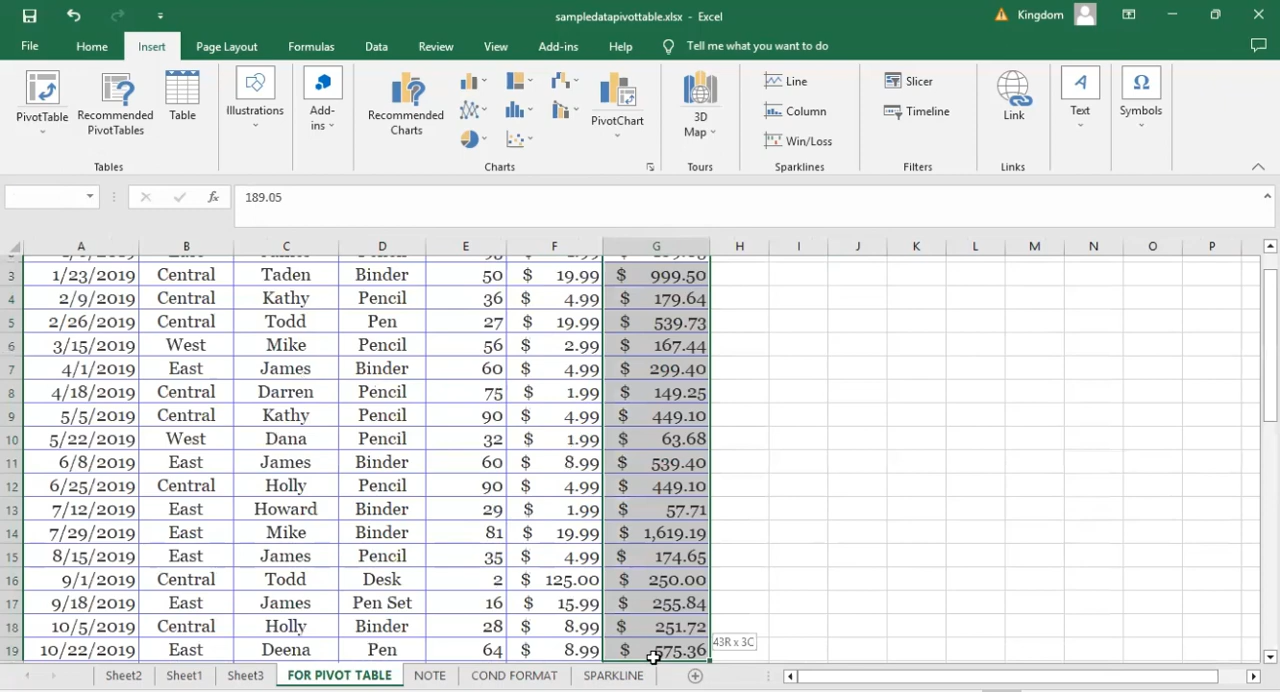 sampledatapivottable.xlsx - Excel
Kingdom
File Home Insert Page Layout Formulas Data Review View Add-ins Help Tell me what you want to do
PivotTable Recommended PivotTables Table
Illustrations
Add-ins
Recommended Charts
PivotChart
3D Map
Line
Column
Win/Loss
Slicer
Timeline
Link
Text
Symbols
Tables Charts Tours Sparklines Filters Links
fx 189.05
A B C D E F G H I J K L M N O P
3 1/23/2019 Central Taden Binder 50 $ 19.99 $ 999.50
4 2/9/2019 Central Kathy Pencil 36 $ 4.99 $ 179.64
5 2/26/2019 Central Todd Pen 27 $ 19.99 $ 539.73
6 3/15/2019 West Mike Pencil 56 $ 2.99 $ 167.44
7 4/1/2019 East James Binder 60 $ 4.99 $ 299.40
8 4/18/2019 Central Darren Pencil 75 $ 1.99 $ 149.25
9 5/5/2019 Central Kathy Pencil 90 $ 4.99 $ 449.10
10 5/22/2019 West Dana Pencil 32 $ 1.99 $ 63.68
11 6/8/2019 East James Binder 60 $ 8.99 $ 539.40
12 6/25/2019 Central Holly Pencil 90 $ 4.99 $ 449.10
13 7/12/2019 East Howard Binder 29 $ 1.99 $ 57.71
14 7/29/2019 East Mike Binder 81 $ 19.99 $ 1,619.19
15 8/15/2019 East James Pencil 35 $ 4.99 $ 174.65
16 9/1/2019 Central Todd Desk 2 $ 125.00 $ 250.00
17 9/18/2019 East James Pen Set 16 $ 15.99 $ 255.84
18 10/5/2019 Central Holly Binder 28 $ 8.99 $ 251.72
43R x 3C
19 10/22/2019 East Deena Pen 64 $ 8.99 $ 575.36
Sheet2 Sheet1 Sheet3 FOR PIVOT TABLE NOTE COND FORMAT SPARKLINE